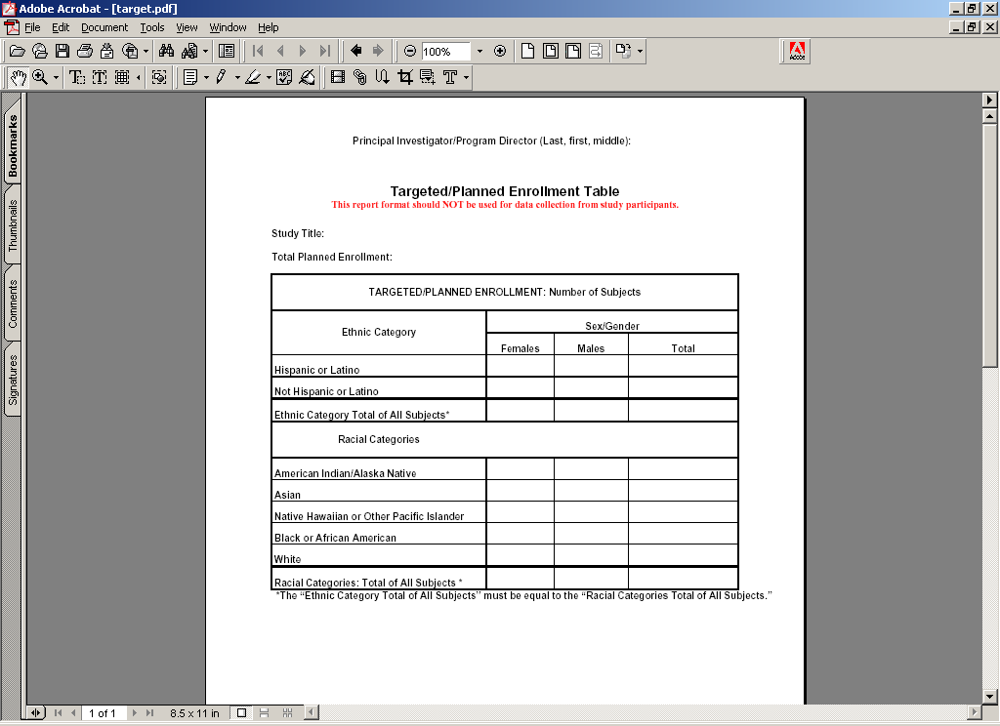 Adobe Acrobat - [target.pdf]
File Edit Document Tools View Window Help
100%
Adobe
Bookmarks
Thumbnails
Comments
Signatures
Principal Investigator/Program Director (Last, first, middle):
Targeted/Planned Enrollment Table
This report format should NOT be used for data collection from study participants.
Study Title:
Total Planned Enrollment:
TARGETED/PLANNED ENROLLMENT: Number of Subjects
Ethnic Category
Sex/Gender
Females Males Total
Hispanic or Latino
Not Hispanic or Latino
Ethnic Category Total of All Subjects*
Racial Categories
American Indian/Alaska Native
Asian
Native Hawaiian or Other Pacific Islander
Black or African American
White
Racial Categories: Total of All Subjects *
*The “Ethnic Category Total of All Subjects” must be equal to the “Racial Categories Total of All Subjects.”
1 of 1 8.5 x 11 in